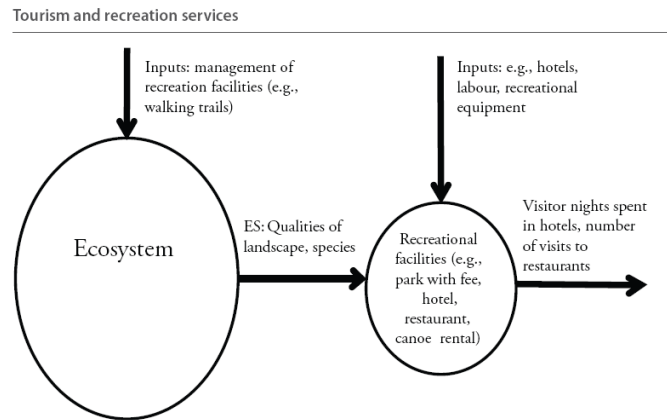 Tourism and recreation services
Inputs: management of
recreation facilities (e.g.,
walking trails)
Inputs: e.g., hotels,
labour, recreational
equipment
Ecosystem
ES: Qualities of
landscape, species
Recreational
facilities (e.g.,
park with fee,
hotel,
restaurant,
canoe rental)
Visitor nights spent
in hotels, number
of visits to
restaurants